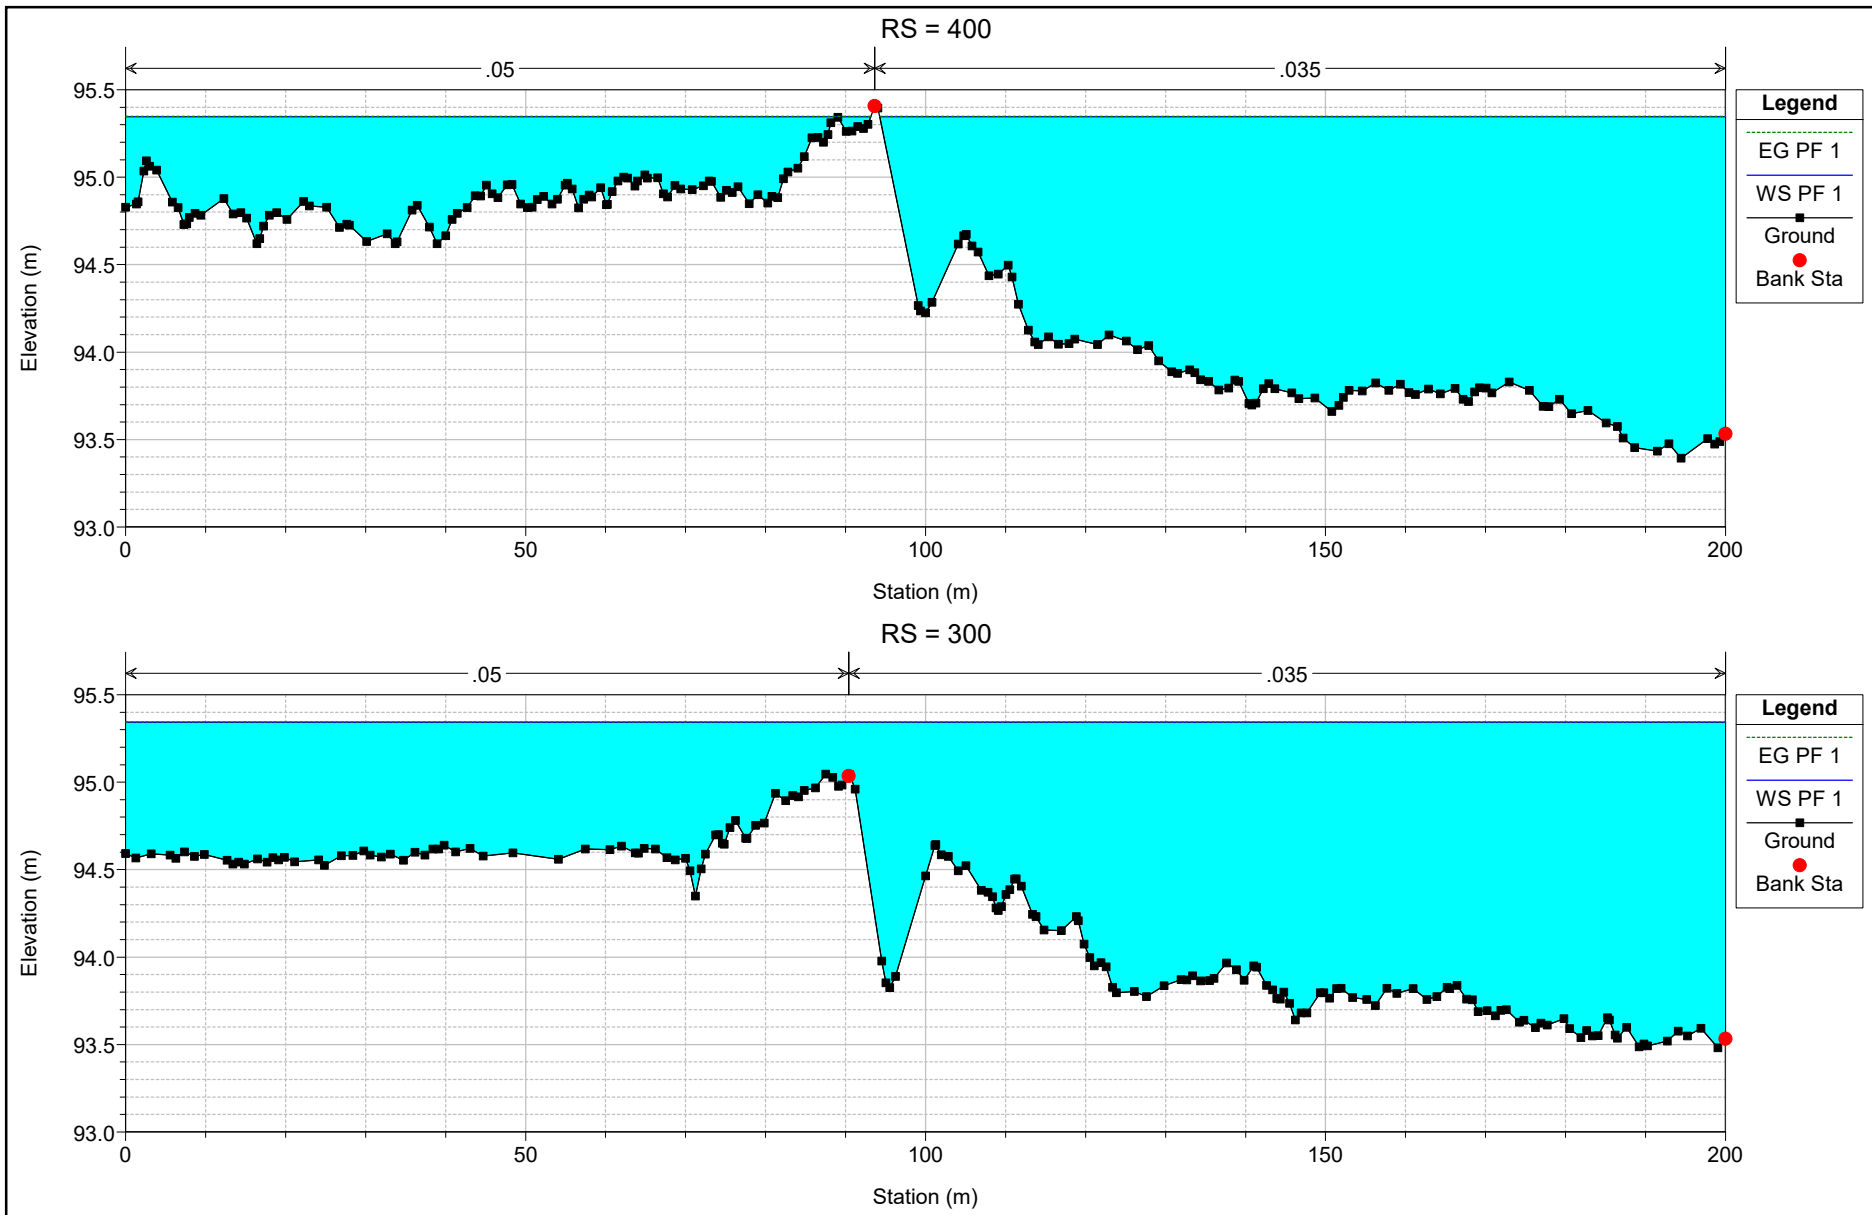 RS = 400
.05
.035
95.5
95.0
94.5
94.0
93.5
93.0
Elevation (m)
0
50
100
150
200
Station (m)
Legend
EG PF 1
WS PF 1
Ground
Bank Sta
RS = 300
.05
.035
95.5
95.0
94.5
94.0
93.5
93.0
Elevation (m)
0
50
100
150
200
Station (m)
Legend
EG PF 1
WS PF 1
Ground
Bank Sta